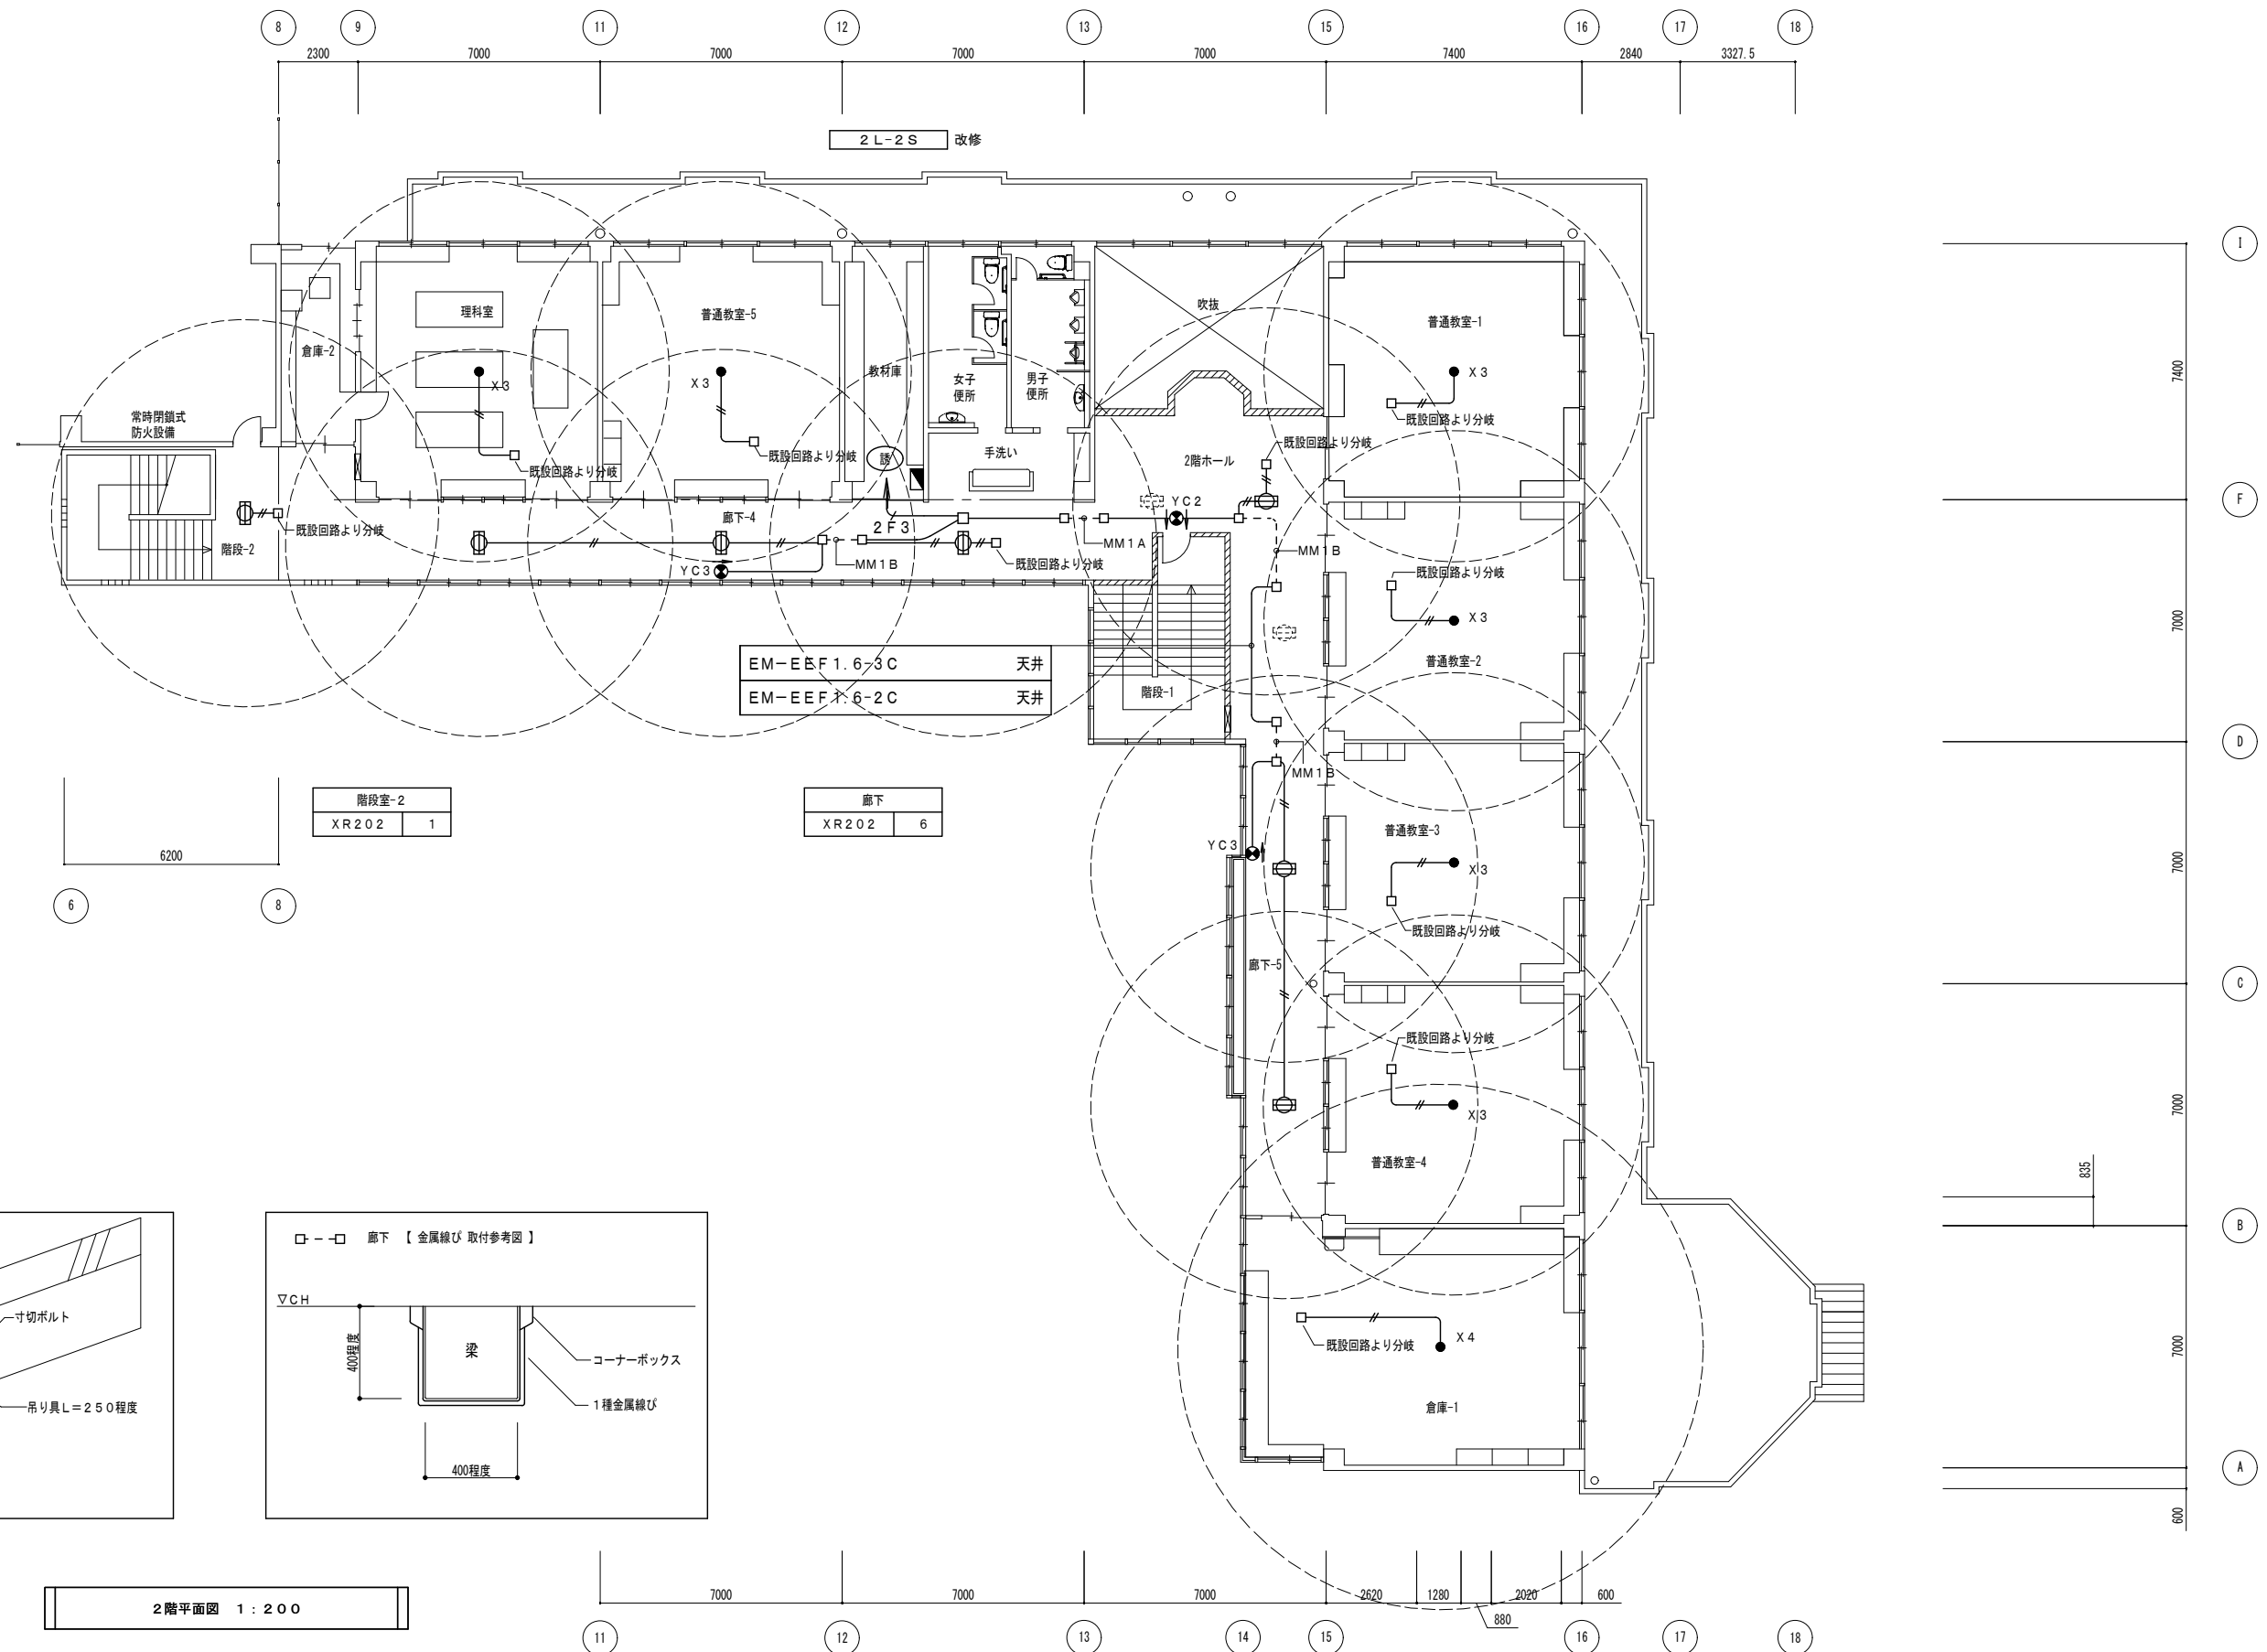 8 9 11 12 13 15 16 17 18
2300 7000 7000 7000 7000 7400 2840 3327.5
2L-2S 改修
I
理科室
普通教室-5
吹抜
普通教室-1
倉庫-2
教材庫
女子
便所
男子
便所
X3
X3
X3
7400
常時閉鎖式
防火設備
既設回路より分岐
既設回路より分岐
既設回路より分岐
既設回路より分岐
誘
手洗い
2階ホール
F
階段-2
既設回路より分岐
廊下-4
2F3
YC2
MM1A
MM1B
YC3
MM1B
既設回路より分岐
既設回路より分岐
X3
7000
普通教室-2
EM-EEF1.6-3C 天井
EM-EEF1.6-2C 天井
階段-1
D
MM1B
階段室-2
XR202 1
廊下
XR202 6
6200
6 8
普通教室-3
YC3
X3
7000
既設回路より分岐
廊下-5
C
既設回路より分岐
X3
7000
普通教室-4
835
B
廊下 【 金属線ぴ 取付参考図 】
▽CH
寸切ボルト
400程度
梁
コーナーボックス
1種金属線ぴ
吊り具L=250程度
400程度
X4
既設回路より分岐
7000
倉庫-1
A
600
2階平面図 1:200
7000 7000 7000 2620 1280 2020 600
880
11 12 13 14 15 16 17 18